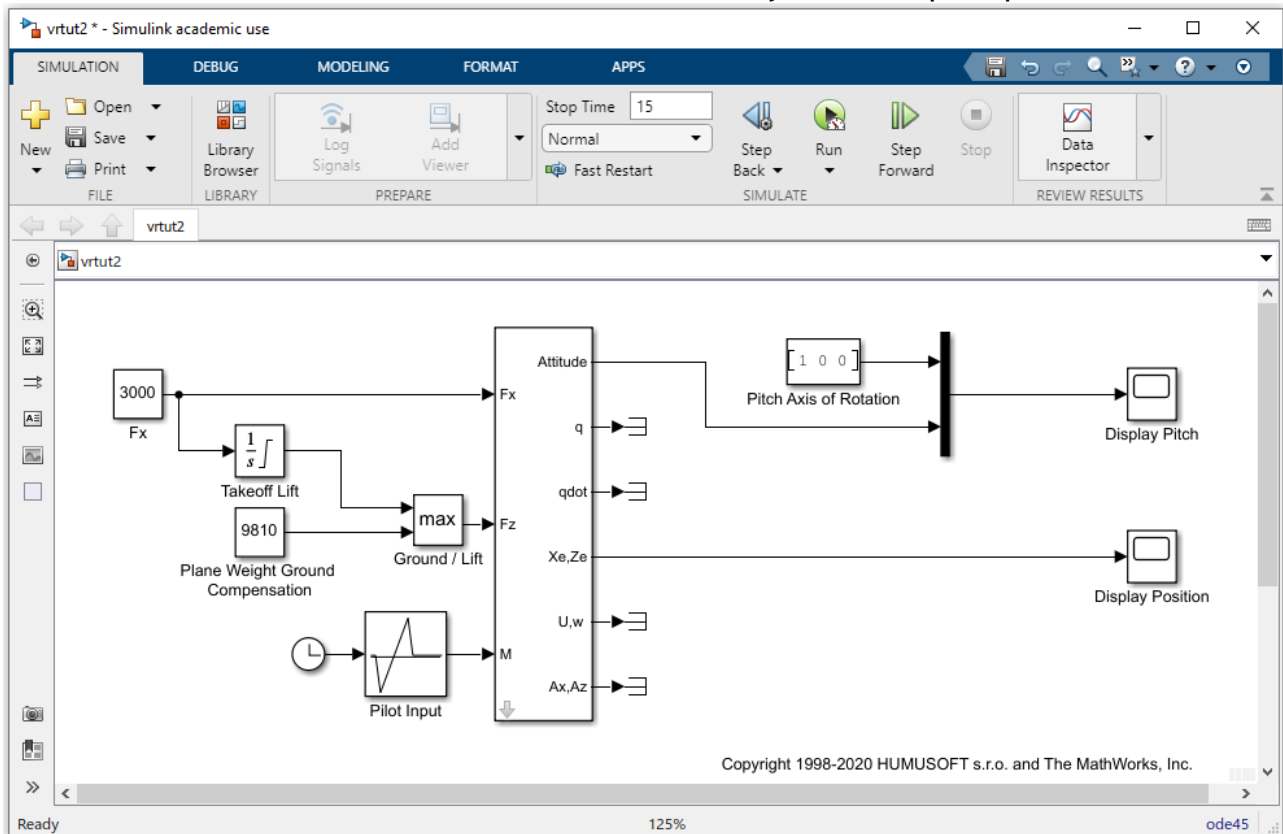 vrtut2 * - Simulink academic use
SIMULATION DEBUG MODELING FORMAT APPS
New
Open
Save
Print
FILE
Library
Browser
LIBRARY
Log
Signals
Add
Viewer
PREPARE
Stop Time 15
Normal
Fast Restart
Step
Back
Run
Step
Forward
Stop
SIMULATE
Data
Inspector
REVIEW RESULTS
vrtut2
vrtut2
3000
Fx
1
s
Takeoff Lift
9810
Plane Weight Ground
Compensation
max
Ground / Lift
Pilot Input
Fx
Fz
M
Attitude
q
qdot
Xe,Ze
U,w
Ax,Az
[1 0 0]
Pitch Axis of Rotation
Display Pitch
Display Position
Copyright 1998-2020 HUMUSOFT s.r.o. and The MathWorks, Inc.
Ready 125% ode45